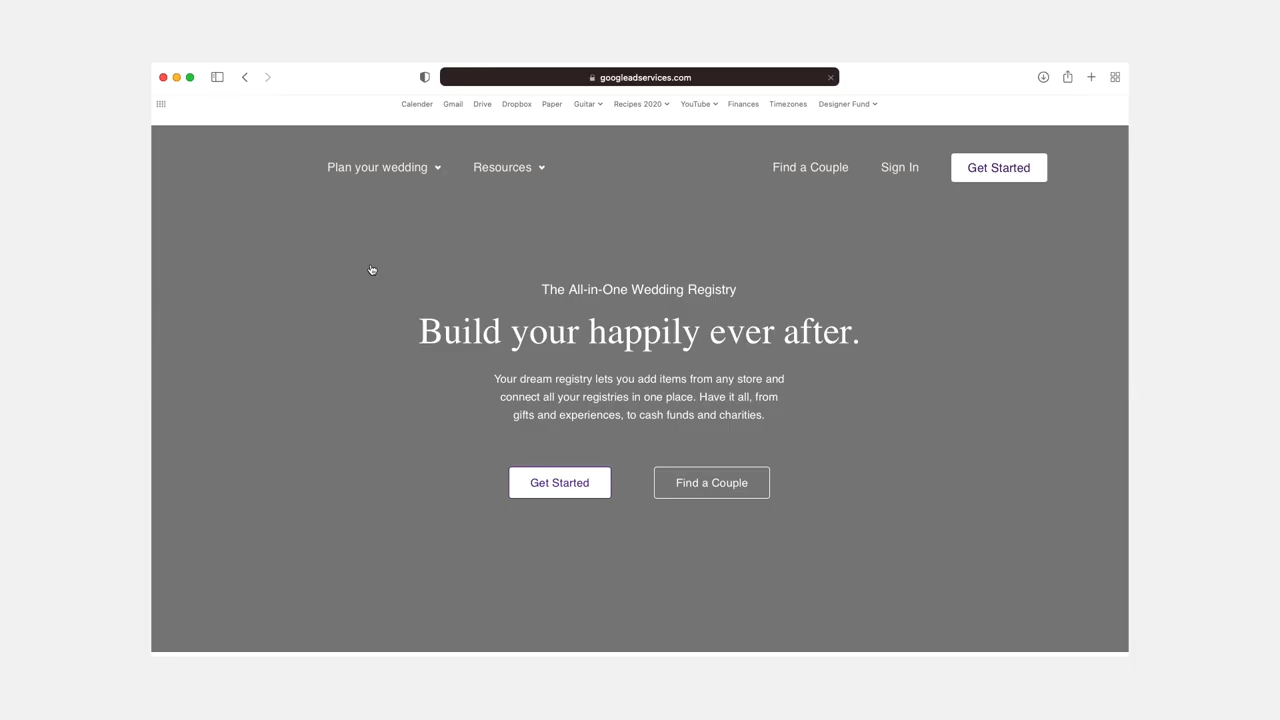 googleadservices.com
Calender Gmail Drive Dropbox Paper Guitar Recipes 2020 YouTube Finances Timezones Designer Fund
Plan your wedding Resources Find a Couple Sign In Get Started
The All-in-One Wedding Registry
Build your happily ever after.
Your dream registry lets you add items from any store and
connect all your registries in one place. Have it all, from
gifts and experiences, to cash funds and charities.
Get Started Find a Couple